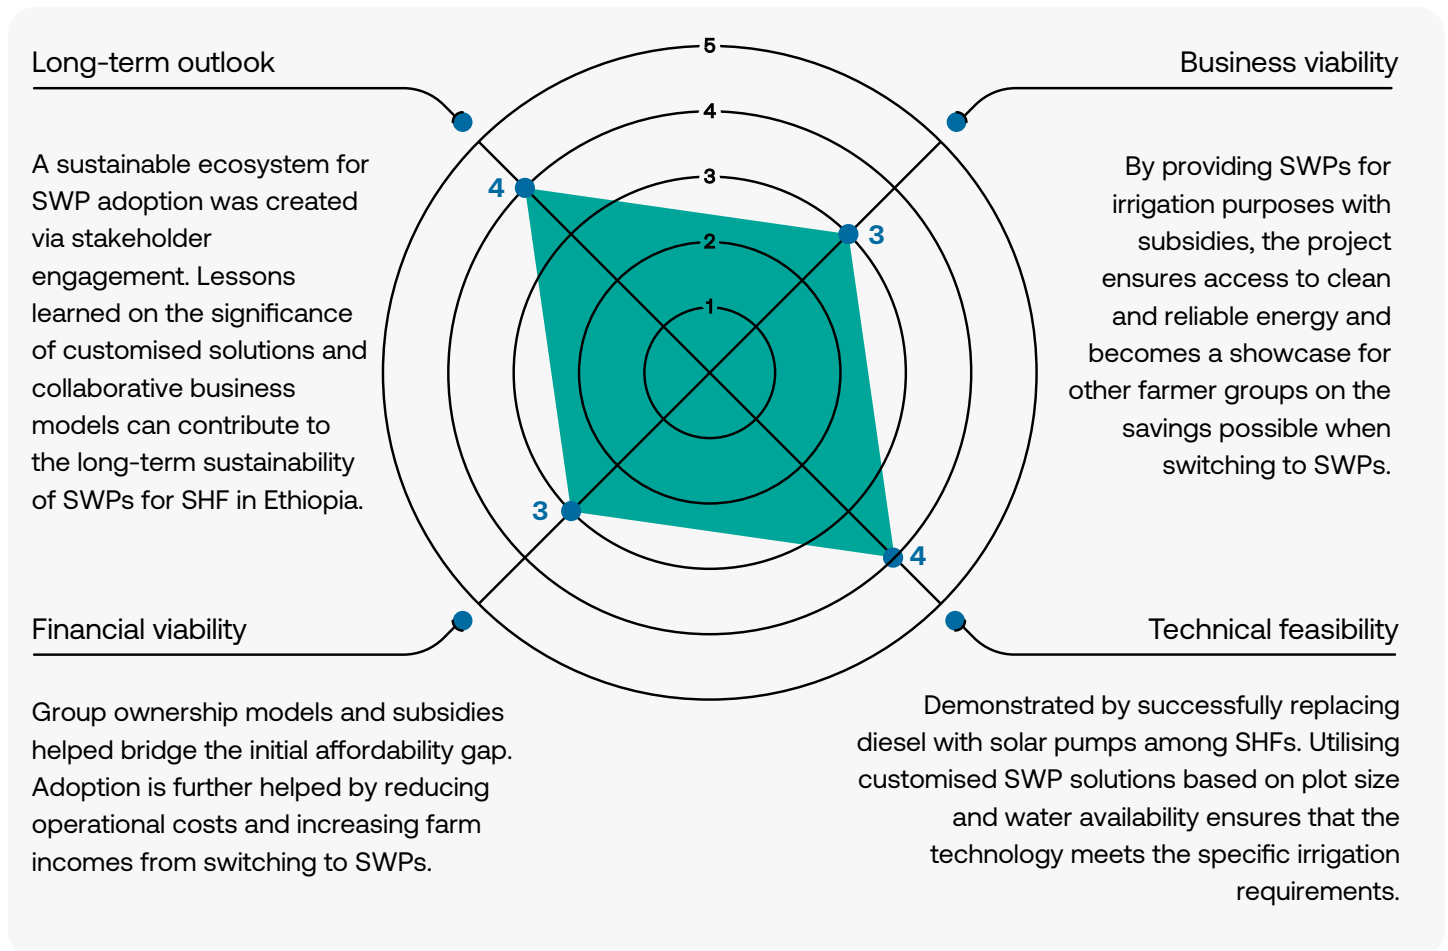 Long-term outlook
A sustainable ecosystem for
SWP adoption was created
via stakeholder
engagement. Lessons
learned on the significance
of customised solutions and
collaborative business
models can contribute to
the long-term sustainability
of SWPs for SHF in Ethiopia.
5
4
3
2
1
4
3
3
4
Business viability
By providing SWPs for
irrigation purposes with
subsidies, the project
ensures access to clean
and reliable energy and
becomes a showcase for
other farmer groups on the
savings possible when
switching to SWPs.
Financial viability
Group ownership models and subsidies
helped bridge the initial affordability gap.
Adoption is further helped by reducing
operational costs and increasing farm
incomes from switching to SWPs.
Technical feasibility
Demonstrated by successfully replacing
diesel with solar pumps among SHFs. Utilising
customised SWP solutions based on plot size
and water availability ensures that the
technology meets the specific irrigation
requirements.